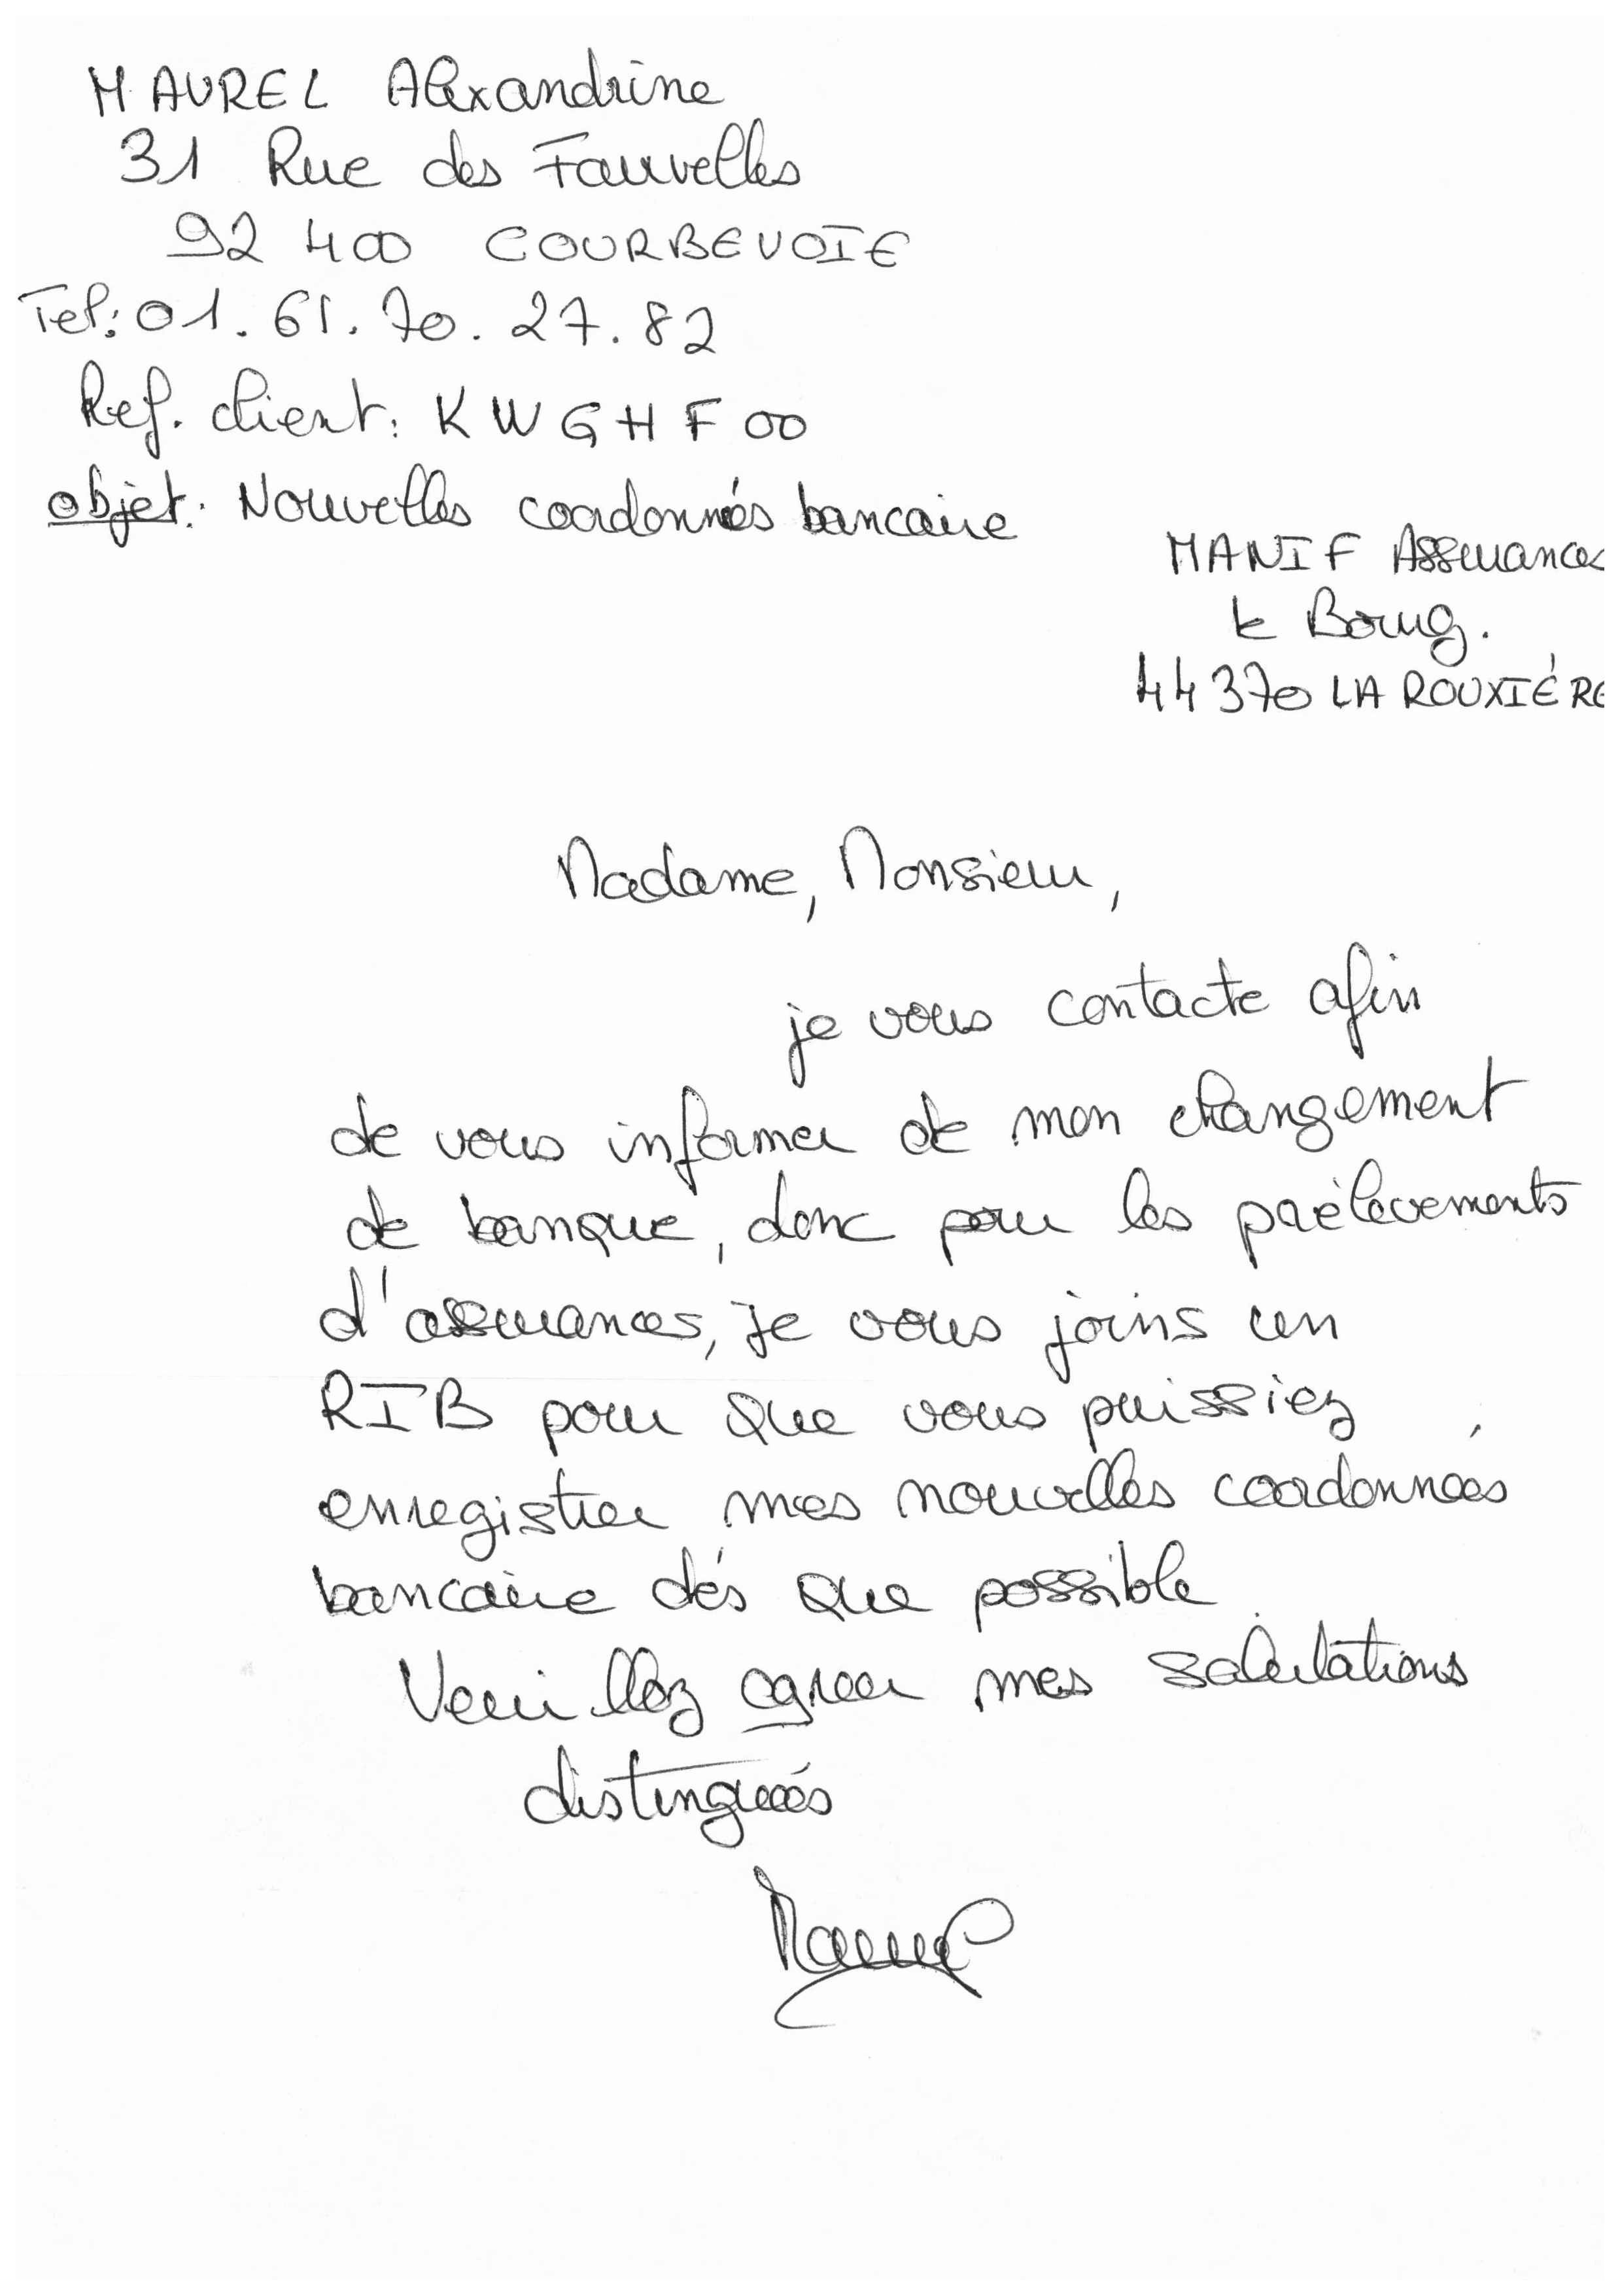 MAUREL Alexandrine
31 Rue des Fauvelles
92 400 COURBEVOIE
Tel: 01.61.70.27.82
Ref. client: KWGHF00
objet: Nouvelles coordonnés bancaire
MANIF Assurances
le Bourg.
44370 LA ROUXIÉRE
Madame, Monsieur,
je vous contacte afin
de vous informer de mon changement
de banque, donc pour les prélevements
d'assurances, je vous joins un
RIB pour que vous puissiez
enregistrer mes nouvelles coordonnées
bancaire dés que possible
Veuillez agreer mes salutations
distinguées
Maurel